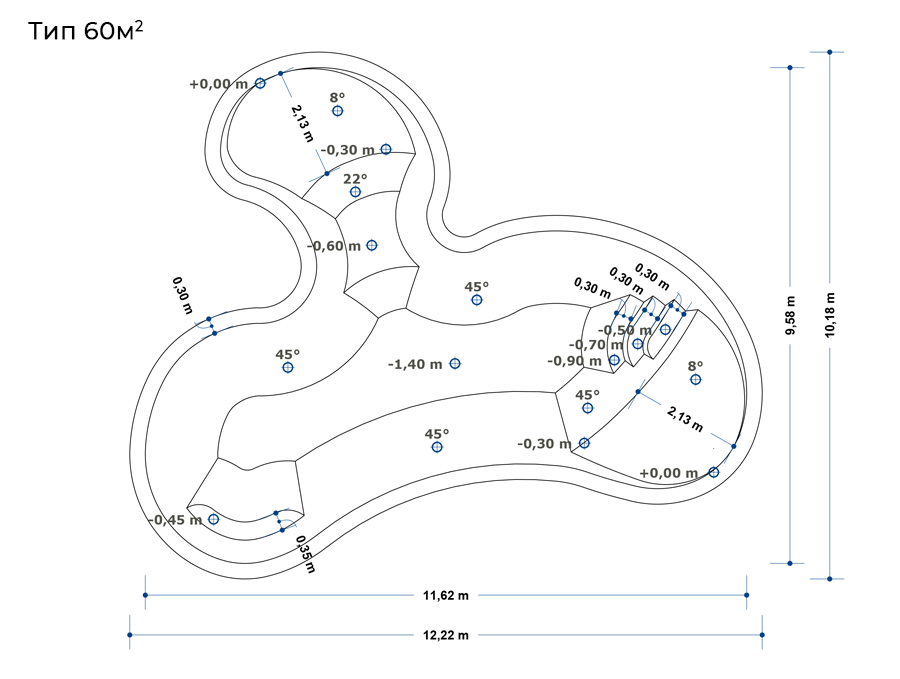 Тип 60м²
+0,00 m
8°
2,13 m
-0,30 m
22°
-0,60 m
0,30 m
45°
0,30 m
0,30 m
0,30 m
-0,50 m
-0,70 m
-0,90 m
45°
-1,40 m
8°
45°
2,13 m
45°
-0,30 m
+0,00 m
-0,45 m
0,35 m
9,58 m
10,18 m
11,62 m
12,22 m